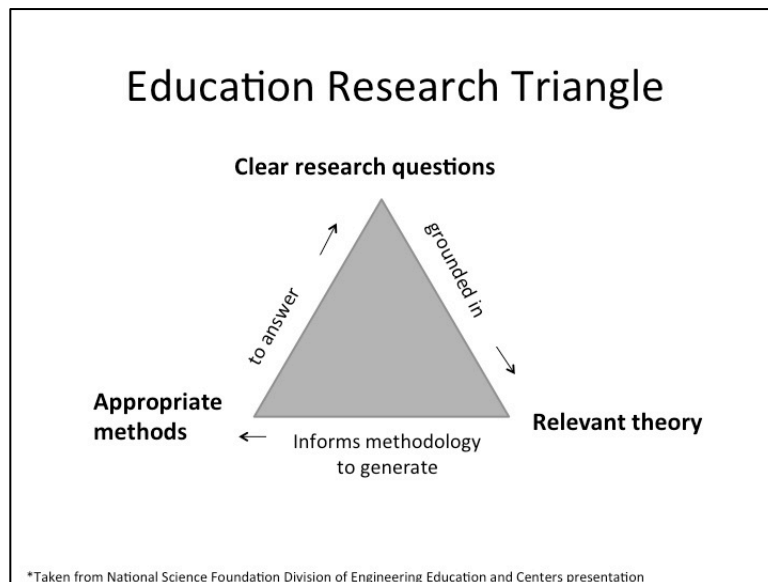 Education Research Triangle
Clear research questions
grounded in
to answer
Appropriate
methods
Relevant theory
Informs methodology
to generate
*Taken from National Science Foundation Division of Engineering Education and Centers presentation